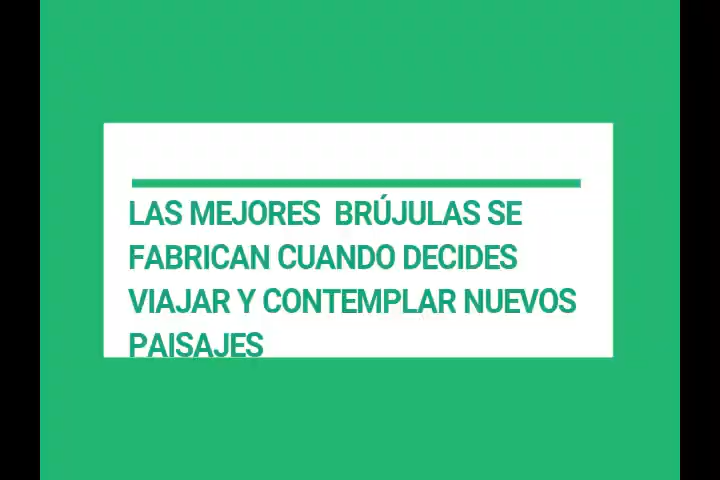 LAS MEJORES  BRÚJULAS SE
FABRICAN CUANDO DECIDES
VIAJAR Y CONTEMPLAR NUEVOS
PAISAJES